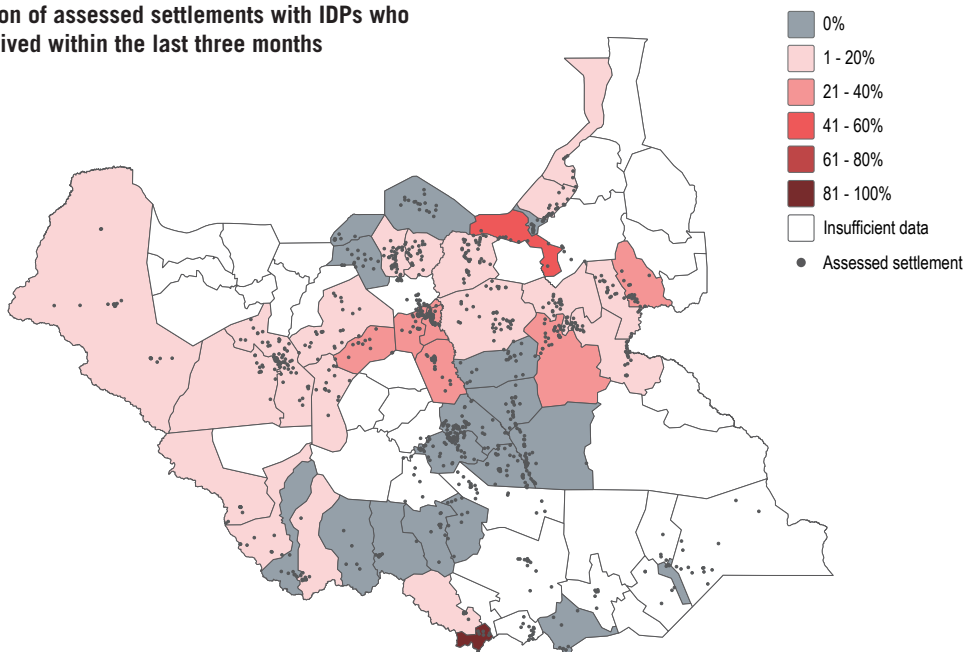 on of assessed settlements with IDPs who
ived within the last three months
0%
1 - 20%
21 - 40%
41 - 60%
61 - 80%
81 - 100%
Insufficient data
Assessed settlement